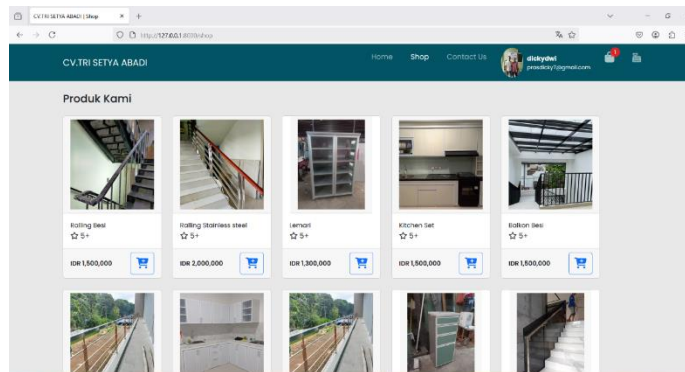 CV.TRI SETYA ABADI | Shop
http://127.0.0.1:8000/shop
CV.TRI SETYA ABADI
Home Shop Contact Us
dickydwi
1
Produk Kami
Railing Besi
5+
IDR 1,500,000
Railing Stainless steel
5+
IDR 2,000,000
Lemari
5+
IDR 1,300,000
Kitchen Set
5+
IDR 1,500,000
Balkon Besi
5+
IDR 1,500,000